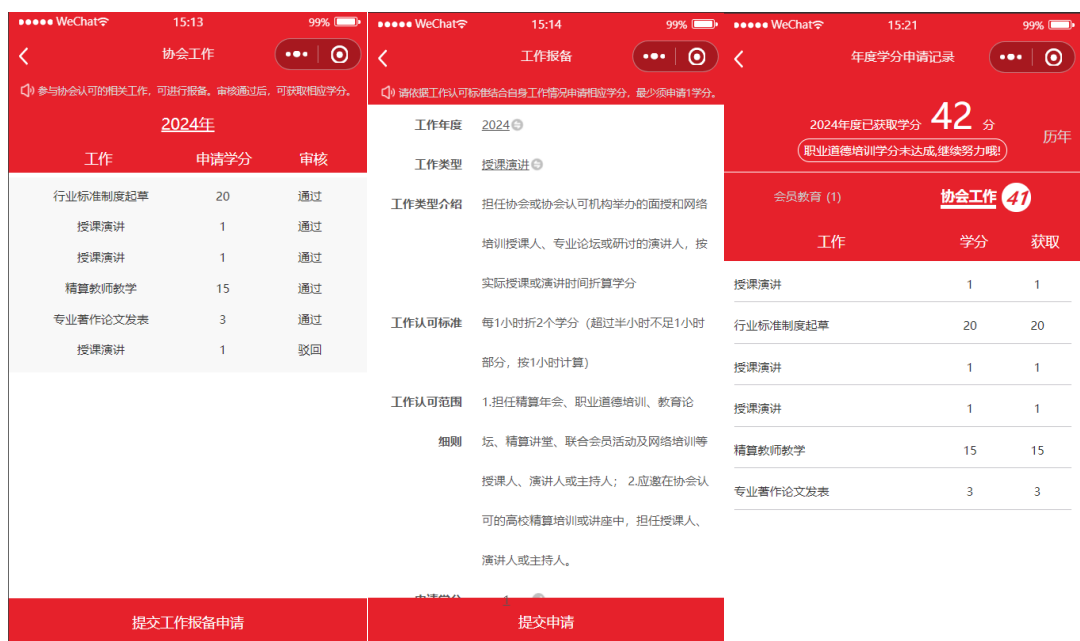 WeChat 15:13 99%
协会工作
参与协会认可的相关工作，可进行报备。审核通过后，可获取相应学分。
2024年
工作 申请学分 审核
行业标准制度起草 20 通过
授课演讲 1 通过
授课演讲 1 通过
精算教师教学 15 通过
专业著作论文发表 3 通过
授课演讲 1 驳回
提交工作报备申请
WeChat 15:14 99%
工作报备
请依据工作认可标准结合自身工作情况申请相应学分，最少须申请1学分。
工作年度 2024
工作类型 授课演讲
工作类型介绍 担任协会或协会认可机构举办的面授和网络
培训授课人、专业论坛或研讨的演讲人，按
实际授课或演讲时间折算学分
工作认可标准 每1小时折2个学分（超过半小时不足1小时
部分，按1小时计算）
工作认可范围 1.担任精算年会、职业道德培训、教育论
细则 坛、精算讲堂、联合会员活动及网络培训等
授课人、演讲人或主持人； 2.应邀在协会认
可的高校精算培训或讲座中，担任授课人、
演讲人或主持人。
申请学分 1
提交申请
WeChat 15:21 99%
年度学分申请记录
2024年度已获取学分 42 分
职业道德培训学分未达成,继续努力哦!
历年
会员教育 (1) 协会工作 41
工作 学分 获取
授课演讲 1 1
行业标准制度起草 20 20
授课演讲 1 1
授课演讲 1 1
精算教师教学 15 15
专业著作论文发表 3 3